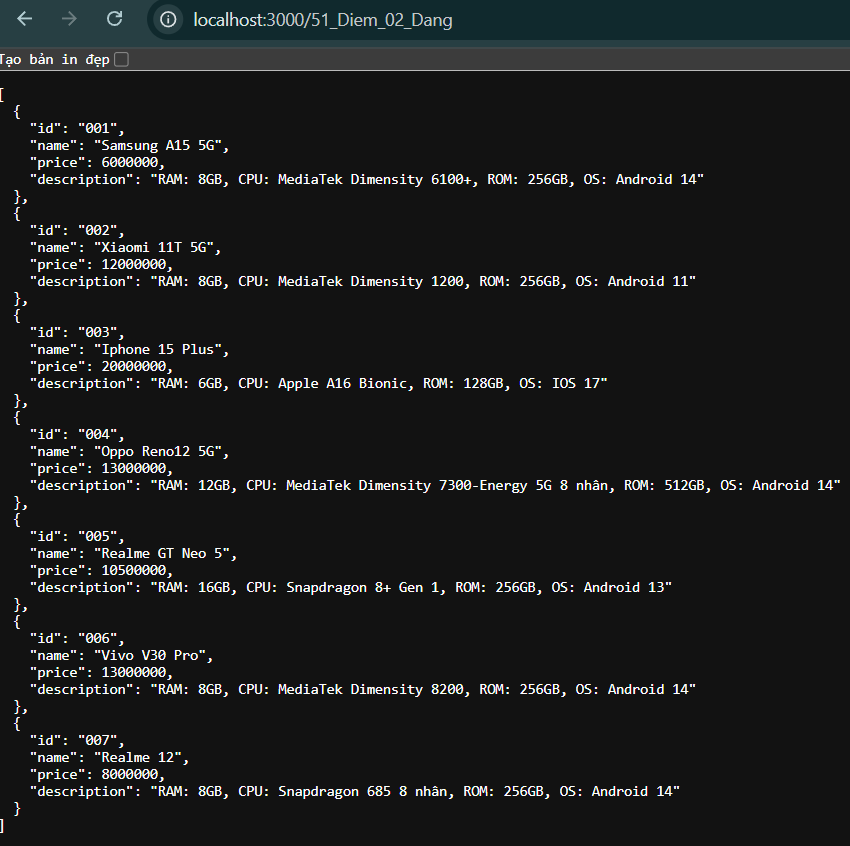 localhost:3000/51_Diem_02_Dang
Tạo bản in đẹp
[
  {
    "id": "001",
    "name": "Samsung A15 5G",
    "price": 6000000,
    "description": "RAM: 8GB, CPU: MediaTek Dimensity 6100+, ROM: 256GB, OS: Android 14"
  },
  {
    "id": "002",
    "name": "Xiaomi 11T 5G",
    "price": 12000000,
    "description": "RAM: 8GB, CPU: MediaTek Dimensity 1200, ROM: 256GB, OS: Android 11"
  },
  {
    "id": "003",
    "name": "Iphone 15 Plus",
    "price": 20000000,
    "description": "RAM: 6GB, CPU: Apple A16 Bionic, ROM: 128GB, OS: IOS 17"
  },
  {
    "id": "004",
    "name": "Oppo Reno12 5G",
    "price": 13000000,
    "description": "RAM: 12GB, CPU: MediaTek Dimensity 7300-Energy 5G 8 nhân, ROM: 512GB, OS: Android 14"
  },
  {
    "id": "005",
    "name": "Realme GT Neo 5",
    "price": 10500000,
    "description": "RAM: 16GB, CPU: Snapdragon 8+ Gen 1, ROM: 256GB, OS: Android 13"
  },
  {
    "id": "006",
    "name": "Vivo V30 Pro",
    "price": 13000000,
    "description": "RAM: 8GB, CPU: MediaTek Dimensity 8200, ROM: 256GB, OS: Android 14"
  },
  {
    "id": "007",
    "name": "Realme 12",
    "price": 8000000,
    "description": "RAM: 8GB, CPU: Snapdragon 685 8 nhân, ROM: 256GB, OS: Android 14"
  }
]